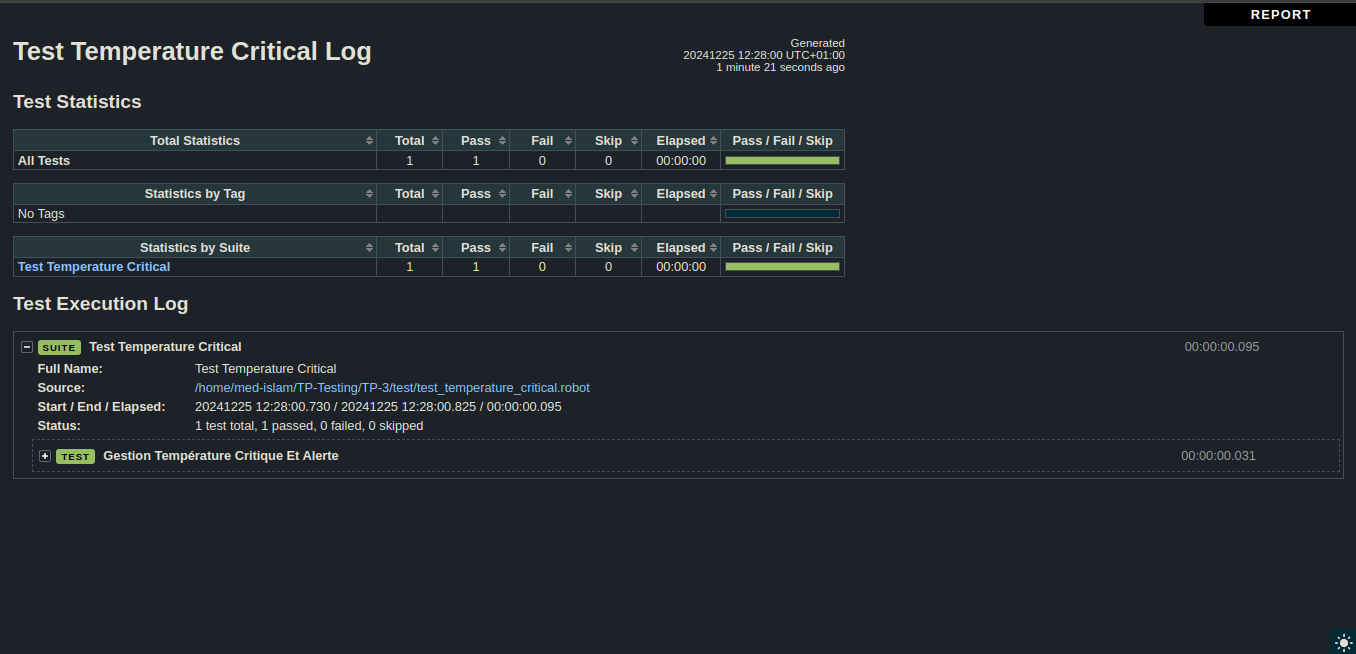 REPORT
Test Temperature Critical Log
Generated
20241225 12:28:00 UTC+01:00
1 minute 21 seconds ago
Test Statistics
Total Statistics Total Pass Fail Skip Elapsed Pass / Fail / Skip
All Tests 1 1 0 0 00:00:00
Statistics by Tag Total Pass Fail Skip Elapsed Pass / Fail / Skip
No Tags
Statistics by Suite Total Pass Fail Skip Elapsed Pass / Fail / Skip
Test Temperature Critical 1 1 0 0 00:00:00
Test Execution Log
SUITE Test Temperature Critical 00:00:00.095
Full Name: Test Temperature Critical
Source: /home/med-islam/TP-Testing/TP-3/test/test_temperature_critical.robot
Start / End / Elapsed: 20241225 12:28:00.730 / 20241225 12:28:00.825 / 00:00:00.095
Status: 1 test total, 1 passed, 0 failed, 0 skipped
TEST Gestion Température Critique Et Alerte 00:00:00.031